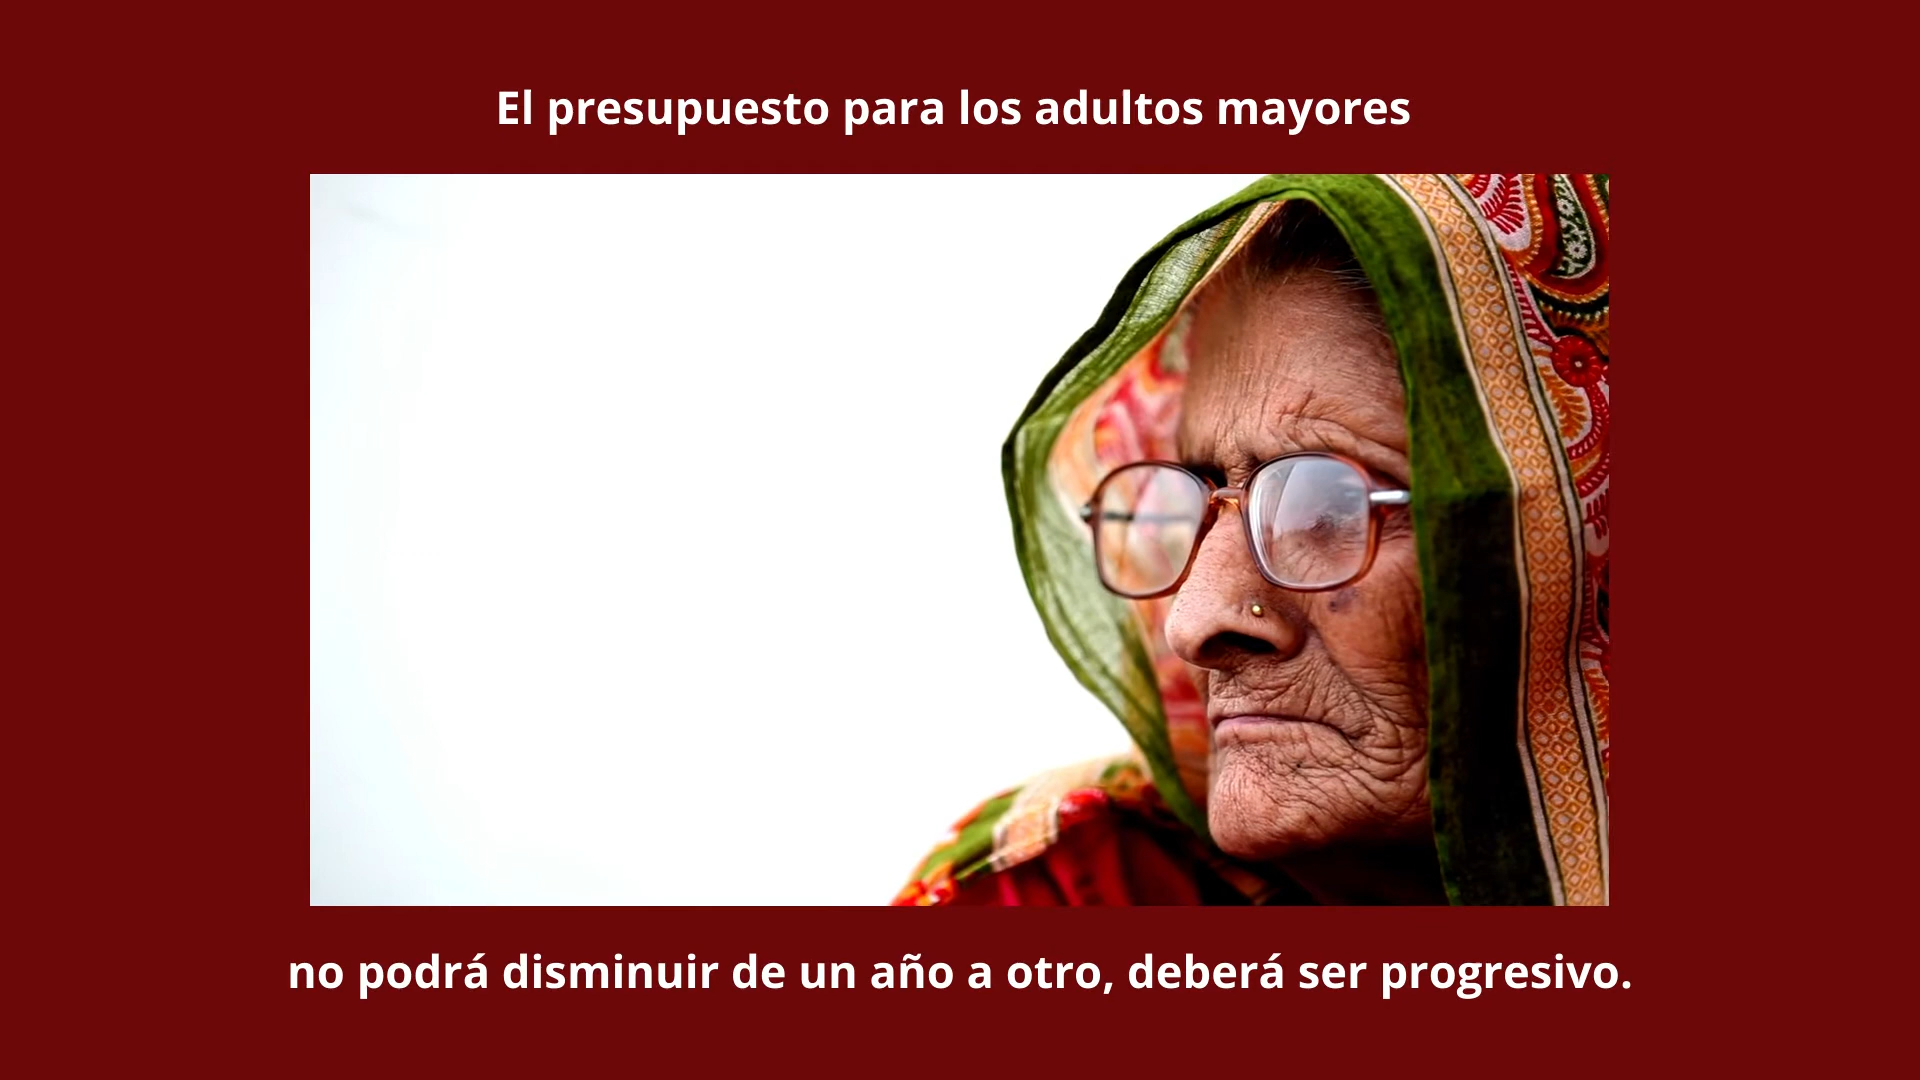 El presupuesto para los adultos mayores
no podrá disminuir de un año a otro, deberá ser progresivo.